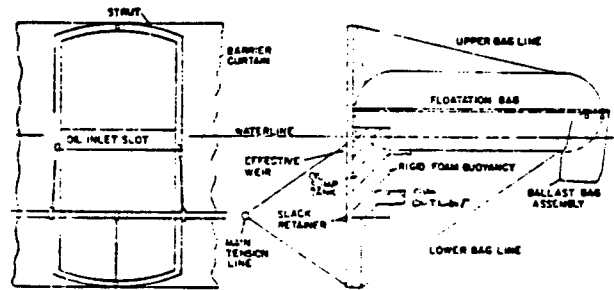 STRUT
BARRIER
CURTAIN
UPPER BAG LINE
FLOATATION BAG
OIL INLET SLOT
WATERLINE
EFFECTIVE
WEIR
RIGID FOAM BUOYANCY
TANK
BALLAST BAG
ASSEMBLY
SLACK
RETAINER
MAIN
TENSION
LINE
LOWER BAG LINE